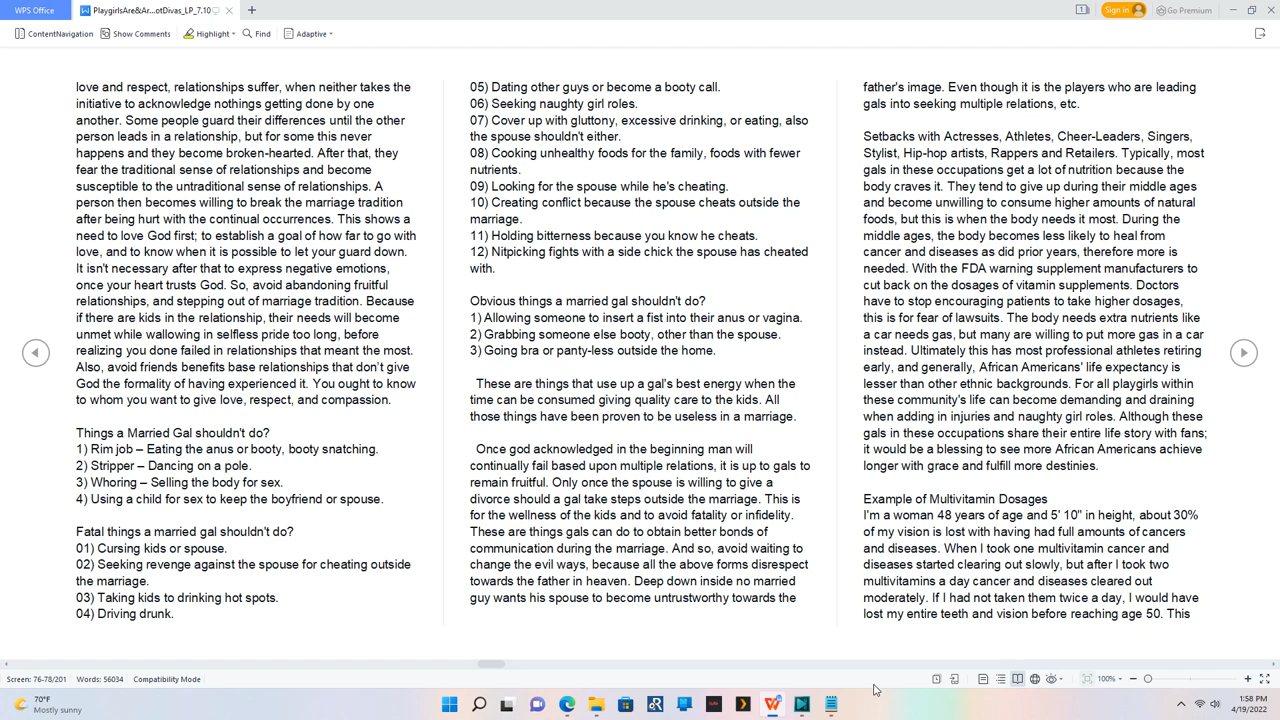 WPS Office
PlaygirlsAre&Ar...otDivas_LP_7.10
Sign in
Go Premium
ContentNavigation
Show Comments
Highlight
Find
Adaptive
love and respect, relationships suffer, when neither takes the
initiative to acknowledge nothings getting done by one
another. Some people guard their differences until the other
person leads in a relationship, but for some this never
happens and they become broken-hearted. After that, they
fear the traditional sense of relationships and become
susceptible to the untraditional sense of relationships. A
person then becomes willing to break the marriage tradition
after being hurt with the continual occurrences. This shows a
need to love God first; to establish a goal of how far to go with
love, and to know when it is possible to let your guard down.
It isn't necessary after that to express negative emotions,
once your heart trusts God. So, avoid abandoning fruitful
relationships, and stepping out of marriage tradition. Because
if there are kids in the relationship, their needs will become
unmet while wallowing in selfless pride too long, before
realizing you done failed in relationships that meant the most.
Also, avoid friends benefits base relationships that don't give
God the formality of having experienced it. You ought to know
to whom you want to give love, respect, and compassion.
Things a Married Gal shouldn't do?
1) Rim job – Eating the anus or booty, booty snatching.
2) Stripper – Dancing on a pole.
3) Whoring – Selling the body for sex.
4) Using a child for sex to keep the boyfriend or spouse.
Fatal things a married gal shouldn't do?
01) Cursing kids or spouse.
02) Seeking revenge against the spouse for cheating outside
the marriage.
03) Taking kids to drinking hot spots.
04) Driving drunk.
05) Dating other guys or become a booty call.
06) Seeking naughty girl roles.
07) Cover up with gluttony, excessive drinking, or eating, also
the spouse shouldn't either.
08) Cooking unhealthy foods for the family, foods with fewer
nutrients.
09) Looking for the spouse while he's cheating.
10) Creating conflict because the spouse cheats outside the
marriage.
11) Holding bitterness because you know he cheats.
12) Nitpicking fights with a side chick the spouse has cheated
with.
Obvious things a married gal shouldn't do?
1) Allowing someone to insert a fist into their anus or vagina.
2) Grabbing someone else booty, other than the spouse.
3) Going bra or panty-less outside the home.
These are things that use up a gal's best energy when the
time can be consumed giving quality care to the kids. All
those things have been proven to be useless in a marriage.
Once god acknowledged in the beginning man will
continually fail based upon multiple relations, it is up to gals to
remain fruitful. Only once the spouse is willing to give a
divorce should a gal take steps outside the marriage. This is
for the wellness of the kids and to avoid fatality or infidelity.
These are things gals can do to obtain better bonds of
communication during the marriage. And so, avoid waiting to
change the evil ways, because all the above forms disrespect
towards the father in heaven. Deep down inside no married
guy wants his spouse to become untrustworthy towards the
father's image. Even though it is the players who are leading
gals into seeking multiple relations, etc.
Setbacks with Actresses, Athletes, Cheer-Leaders, Singers,
Stylist, Hip-hop artists, Rappers and Retailers. Typically, most
gals in these occupations get a lot of nutrition because the
body craves it. They tend to give up during their middle ages
and become unwilling to consume higher amounts of natural
foods, but this is when the body needs it most. During the
middle ages, the body becomes less likely to heal from
cancer and diseases as did prior years, therefore more is
needed. With the FDA warning supplement manufacturers to
cut back on the dosages of vitamin supplements. Doctors
have to stop encouraging patients to take higher dosages,
this is for fear of lawsuits. The body needs extra nutrients like
a car needs gas, but many are willing to put more gas in a car
instead. Ultimately this has most professional athletes retiring
early, and generally, African Americans' life expectancy is
lesser than other ethnic backgrounds. For all playgirls within
these community's life can become demanding and draining
when adding in injuries and naughty girl roles. Although these
gals in these occupations share their entire life story with fans;
it would be a blessing to see more African Americans achieve
longer with grace and fulfill more destinies.
Example of Multivitamin Dosages
I'm a woman 48 years of age and 5' 10" in height, about 30%
of my vision is lost with having had full amounts of cancers
and diseases. When I took one multivitamin cancer and
diseases started clearing out slowly, but after I took two
multivitamins a day cancer and diseases cleared out
moderately. If I had not taken them twice a day, I would have
lost my entire teeth and vision before reaching age 50. This
Screen: 76-78/201
Words: 56034
Compatibility Mode
100%
70°F
Mostly sunny
1:58 PM
4/19/2022